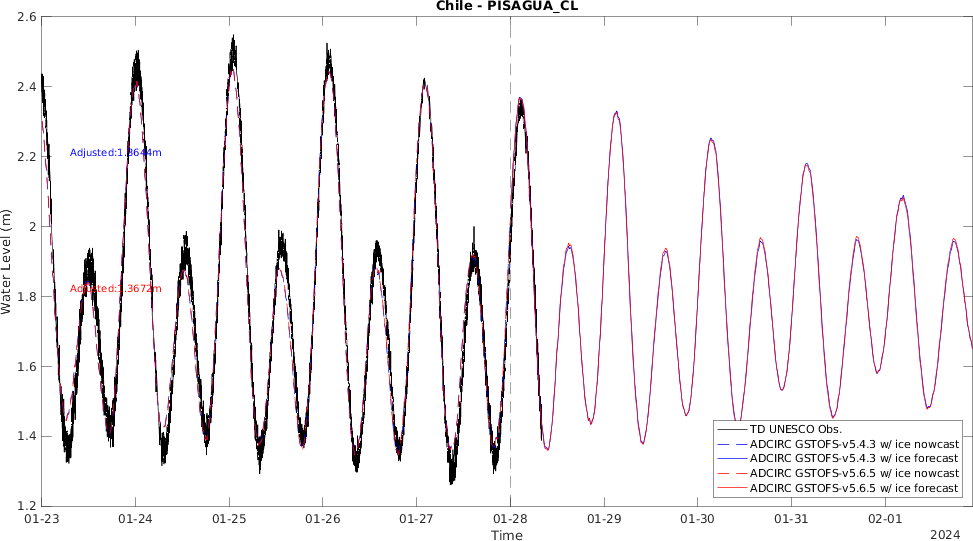 Chile - PISAGUA_CL
2.6
2.4
2.2
2
1.8
1.6
1.4
1.2
Water Level (m)
Adjusted:1.3644m
Adjusted:1.3672m
TD UNESCO Obs.
ADCIRC GSTOFS-v5.4.3 w/ ice nowcast
ADCIRC GSTOFS-v5.4.3 w/ ice forecast
ADCIRC GSTOFS-v5.6.5 w/ ice nowcast
ADCIRC GSTOFS-v5.6.5 w/ ice forecast
01-23 01-24 01-25 01-26 01-27 01-28 01-29 01-30 01-31 02-01
Time
2024